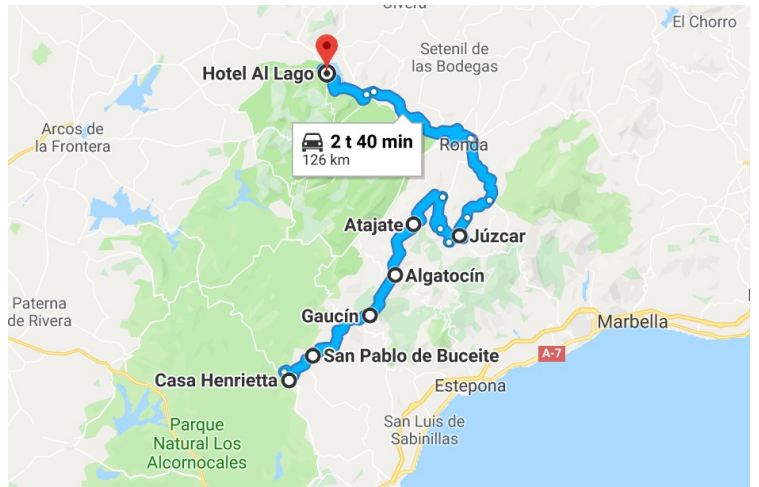 El Chorro
Setenil de
las Bodegas
Hotel Al Lago
Arcos de
la Frontera
2 t 40 min
126 km
Ronda
Atajate
Júzcar
Algatocín
Paterna
de Rivera
Gaucín
Marbella
San Pablo de Buceite
A-7
Casa Henrietta
Estepona
Parque
Natural Los
Alcornocales
San Luis de
Sabinillas